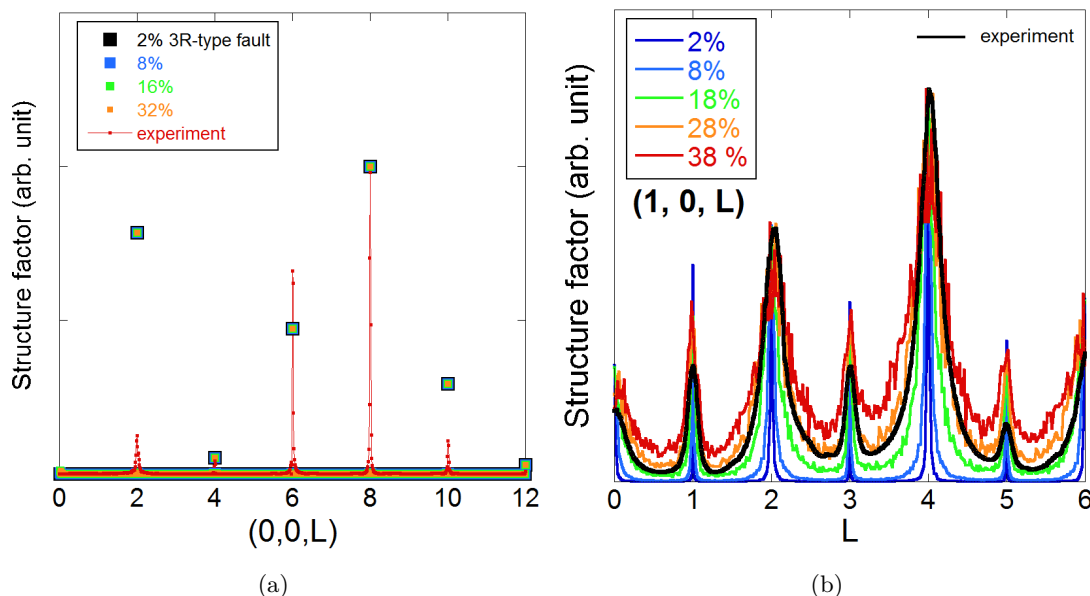 2% 3R-type fault
8%
16%
32%
experiment
Structure factor (arb. unit)
0 2 4 6 8 10 12
(0,0,L)
(a)
2%
8%
18%
28%
38 %
(1, 0, L)
experiment
Structure factor (arb. unit)
0 1 2 3 4 5 6
L
(b)